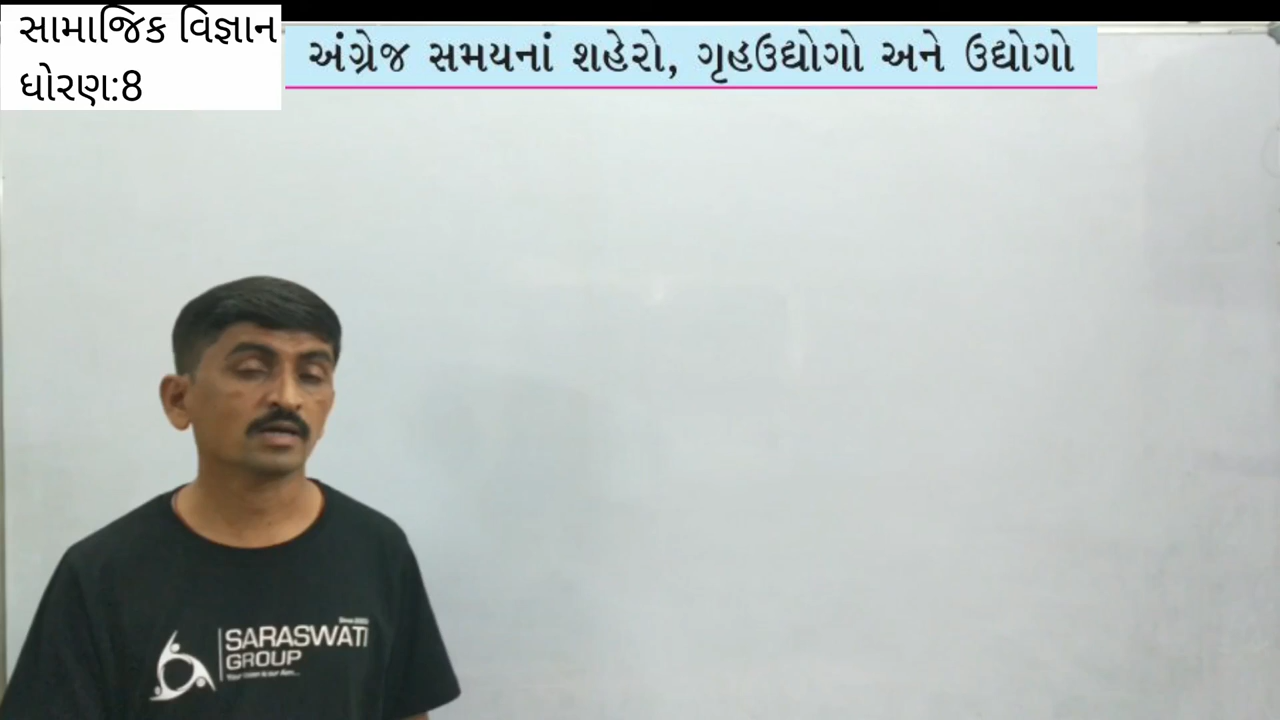 સામાજિક વિજ્ઞાન
ધોરણ:8
અંગ્રેજ સમયનાં શહેરો, ગૃહઉદ્યોગો અને ઉદ્યોગો
SARASWATI
GROUP